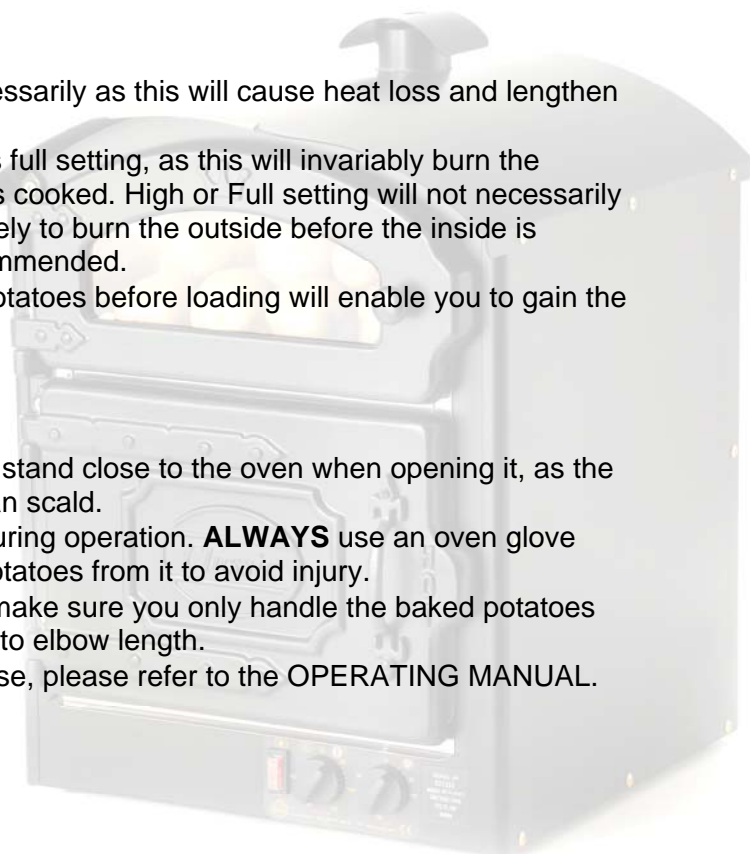 essarily as this will cause heat loss and lengthen
s full setting, as this will invariably burn the
s cooked. High or Full setting will not necessarily
ely to burn the outside before the inside is
mmended.
otatoes before loading will enable you to gain the
stand close to the oven when opening it, as the
an scald.
uring operation. ALWAYS use an oven glove
otatoes from it to avoid injury.
make sure you only handle the baked potatoes
to elbow length.
se, please refer to the OPERATING MANUAL.